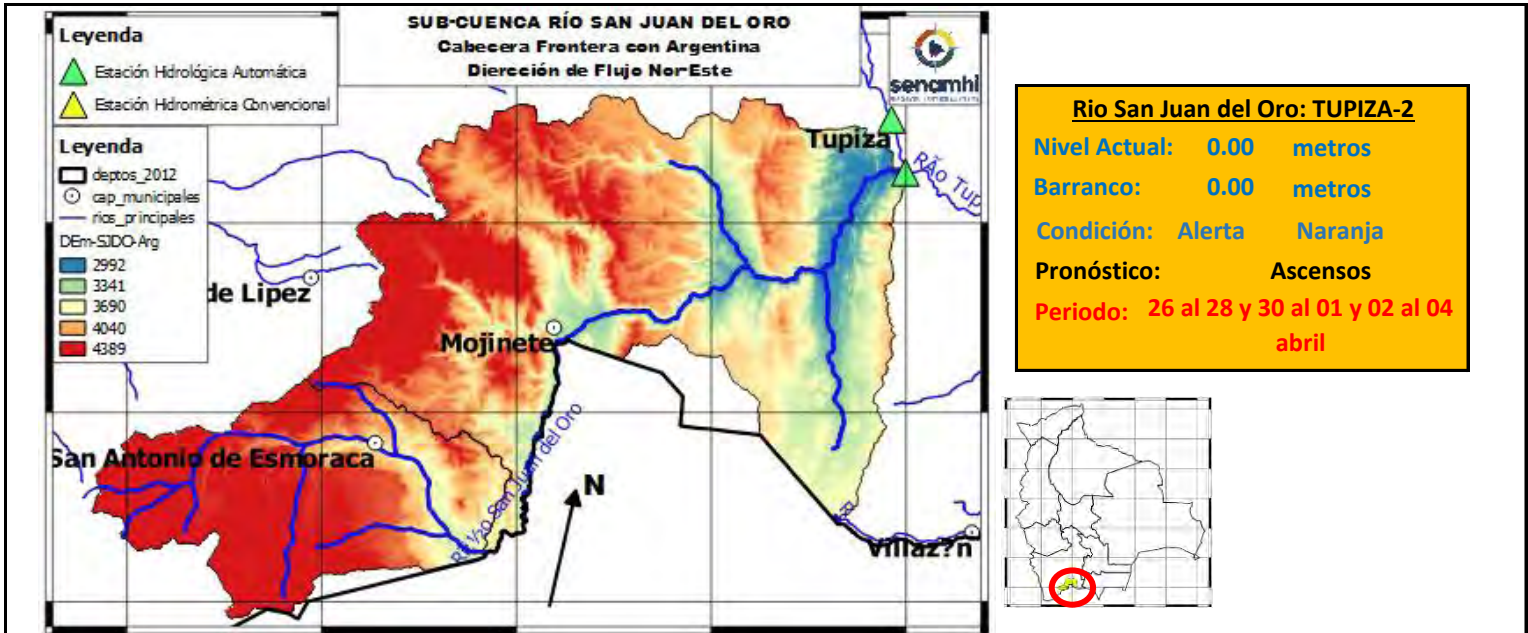 SUB-CUENCA RÍO SAN JUAN DEL ORO
Cabecera Frontera con Argentina
Diercción de Flujo Nor-Este
senamhi
Leyenda
Estación Hidrológica Automática
Estación Hidrométrica Convencional
Leyenda
deptos_2012
cap_municipales
rios_principales
DEm-SJDO-Arg
2992
3341
3690
4040
4389
Tupiza
RÃo Tup
de Lipez
Mojinete
San Antonio de Esmoraca
San Juan del Oro
N
Villaz?n
Rio San Juan del Oro: TUPIZA-2
Nivel Actual: 0.00 metros
Barranco: 0.00 metros
Condición: Alerta Naranja
Pronóstico: Ascensos
Periodo: 26 al 28 y 30 al 01 y 02 al 04
abril